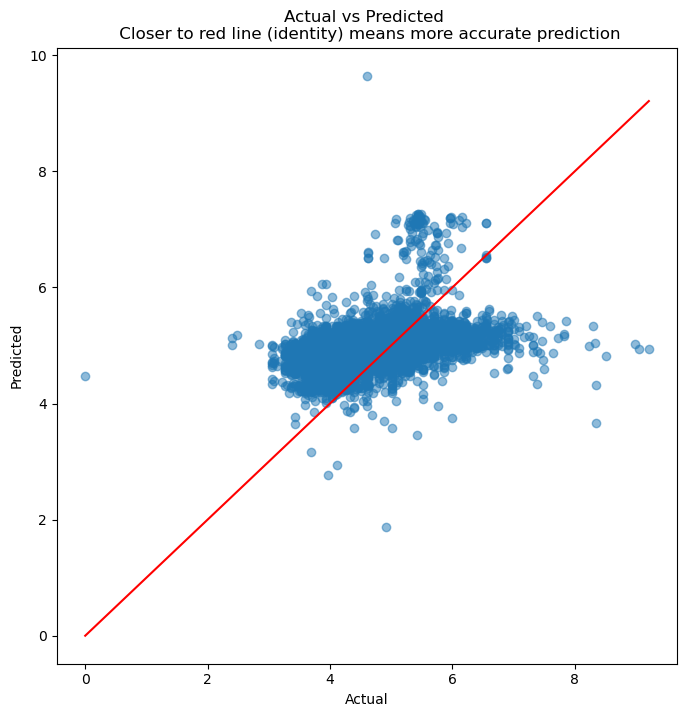 Actual vs Predicted
Closer to red line (identity) means more accurate prediction
10
8
6
4
2
0
Predicted
0
2
4
6
8
Actual